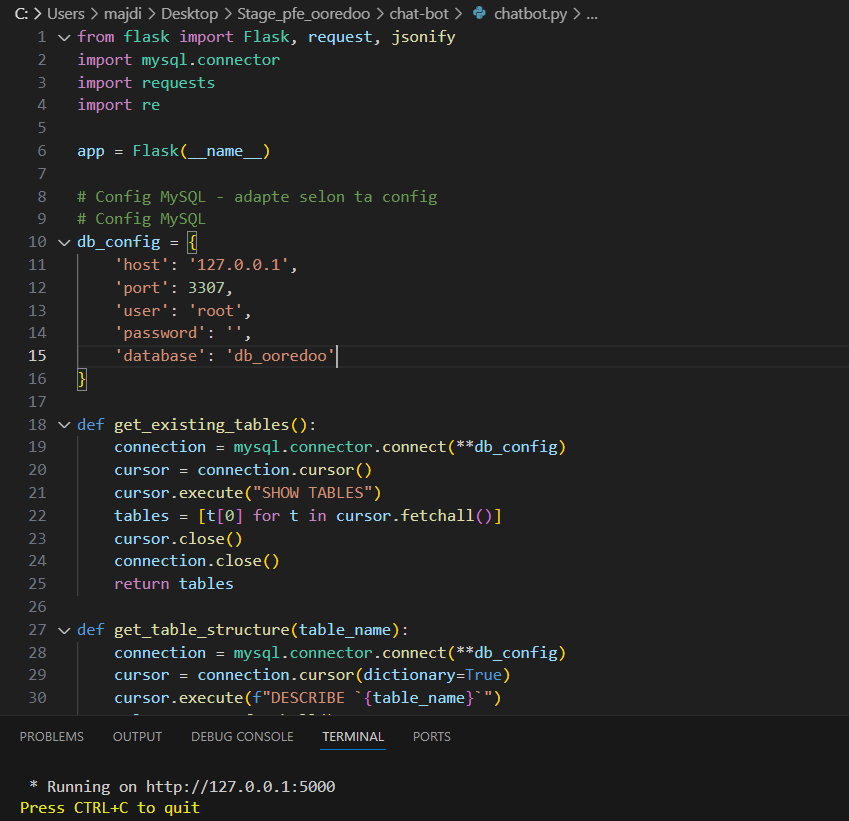 C: > Users > majdi > Desktop > Stage_pfe_ooredoo > chat-bot > chatbot.py > ...
1 from flask import Flask, request, jsonify
2 import mysql.connector
3 import requests
4 import re
5
6 app = Flask(__name__)
7
8 # Config MySQL - adapte selon ta config
9 # Config MySQL
10 db_config = {
11 'host': '127.0.0.1',
12 'port': 3307,
13 'user': 'root',
14 'password': '',
15 'database': 'db_ooredoo'
16 }
17
18 def get_existing_tables():
19 connection = mysql.connector.connect(**db_config)
20 cursor = connection.cursor()
21 cursor.execute("SHOW TABLES")
22 tables = [t[0] for t in cursor.fetchall()]
23 cursor.close()
24 connection.close()
25 return tables
26
27 def get_table_structure(table_name):
28 connection = mysql.connector.connect(**db_config)
29 cursor = connection.cursor(dictionary=True)
30 cursor.execute(f"DESCRIBE `{table_name}`")
PROBLEMS OUTPUT DEBUG CONSOLE TERMINAL PORTS
* Running on http://127.0.0.1:5000
Press CTRL+C to quit